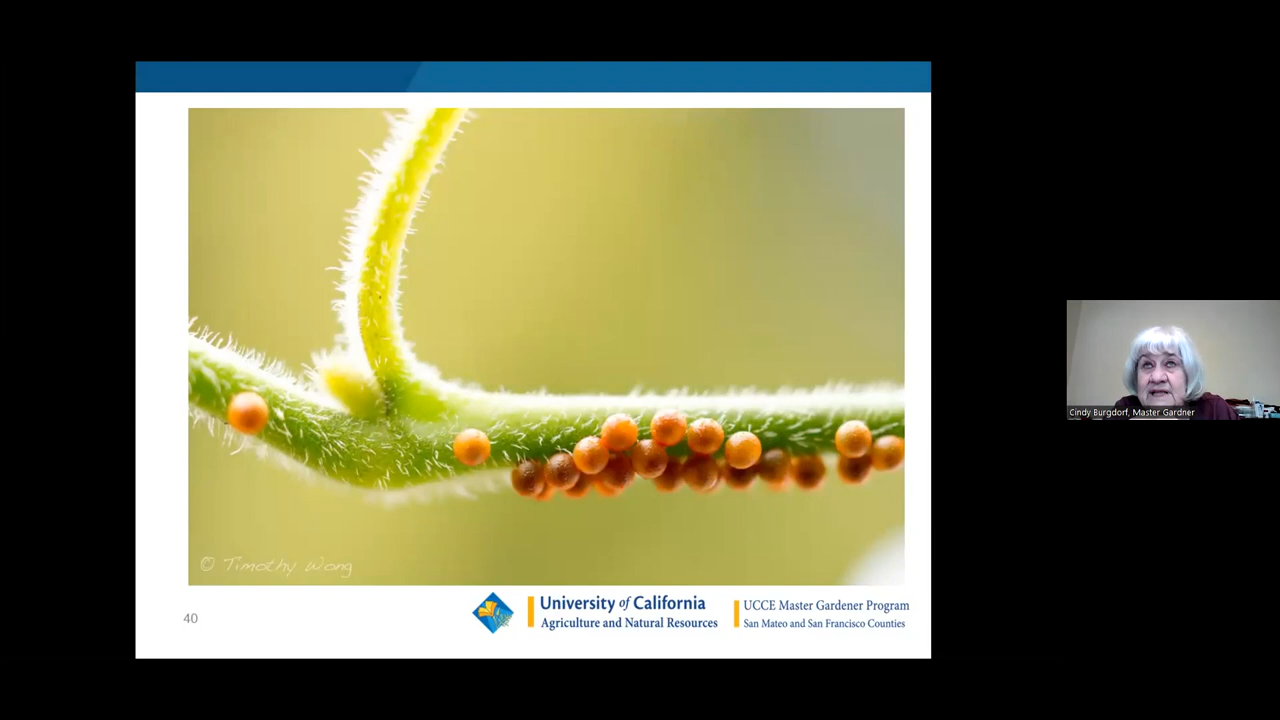 © Timothy Wong
40
University of California
Agriculture and Natural Resources
UCCE Master Gardener Program
San Mateo and San Francisco Counties
Cindy Burgdorf, Master Gardner